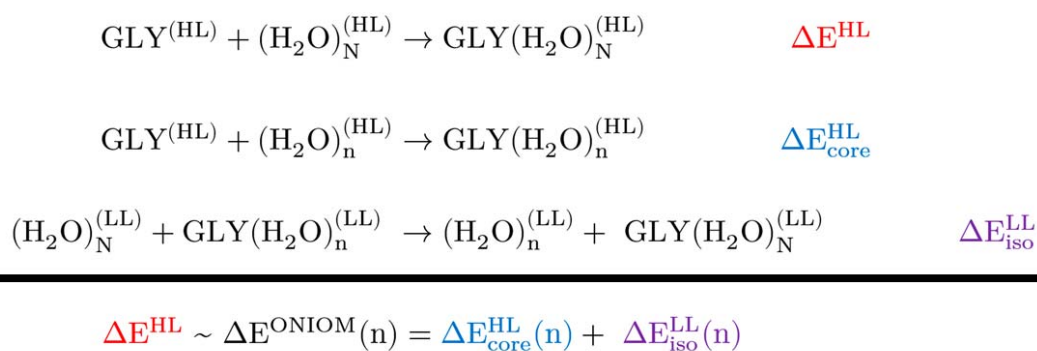 GLY^(HL) + (H₂O)_N^(HL) → GLY(H₂O)_N^(HL) ΔE^HL
GLY^(HL) + (H₂O)_n^(HL) → GLY(H₂O)_n^(HL) ΔE_core^HL
(H₂O)_N^(LL) + GLY(H₂O)_n^(LL) → (H₂O)_n^(LL) + GLY(H₂O)_N^(LL) ΔE_iso^LL
ΔE^HL ~ ΔE^ONIOM(n) = ΔE_core^HL(n) + ΔE_iso^LL(n)